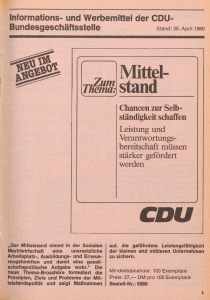 Informations- und Werbemittel der CDU-
Bundesgeschäftsstelle
Stand: 30. April 1980
NEU IM
ANGEBOT
Zum
Thema:
Mittel-
stand
Chancen zur Selb-
ständigkeit schaffen
Leistung und
Verantwortungs-
bereitschaft müssen
stärker gefördert
werden
CDU
„Der Mittelstand nimmt in der Sozialen
Marktwirtschaft eine unersetzliche
Arbeitsplatz-, Ausbildungs- und Erneue-
rungsfunktion und damit eine gesell-
schaftspolitische Aufgabe wahr." Die
neue Thema-Broschüre formuliert die
Prinzipien, Ziele und Probleme der Mit-
telstandspolitik und zeigt Maßnahmen
auf, die geforderte Leistungsfähigkeit
der kleinen und mittleren Unternehmen
zu sichern.
Mindestabnahme: 100 Exemplare
Preis: 27,— DM pro 100 Exemplare
Bestell-Nr.: 5080